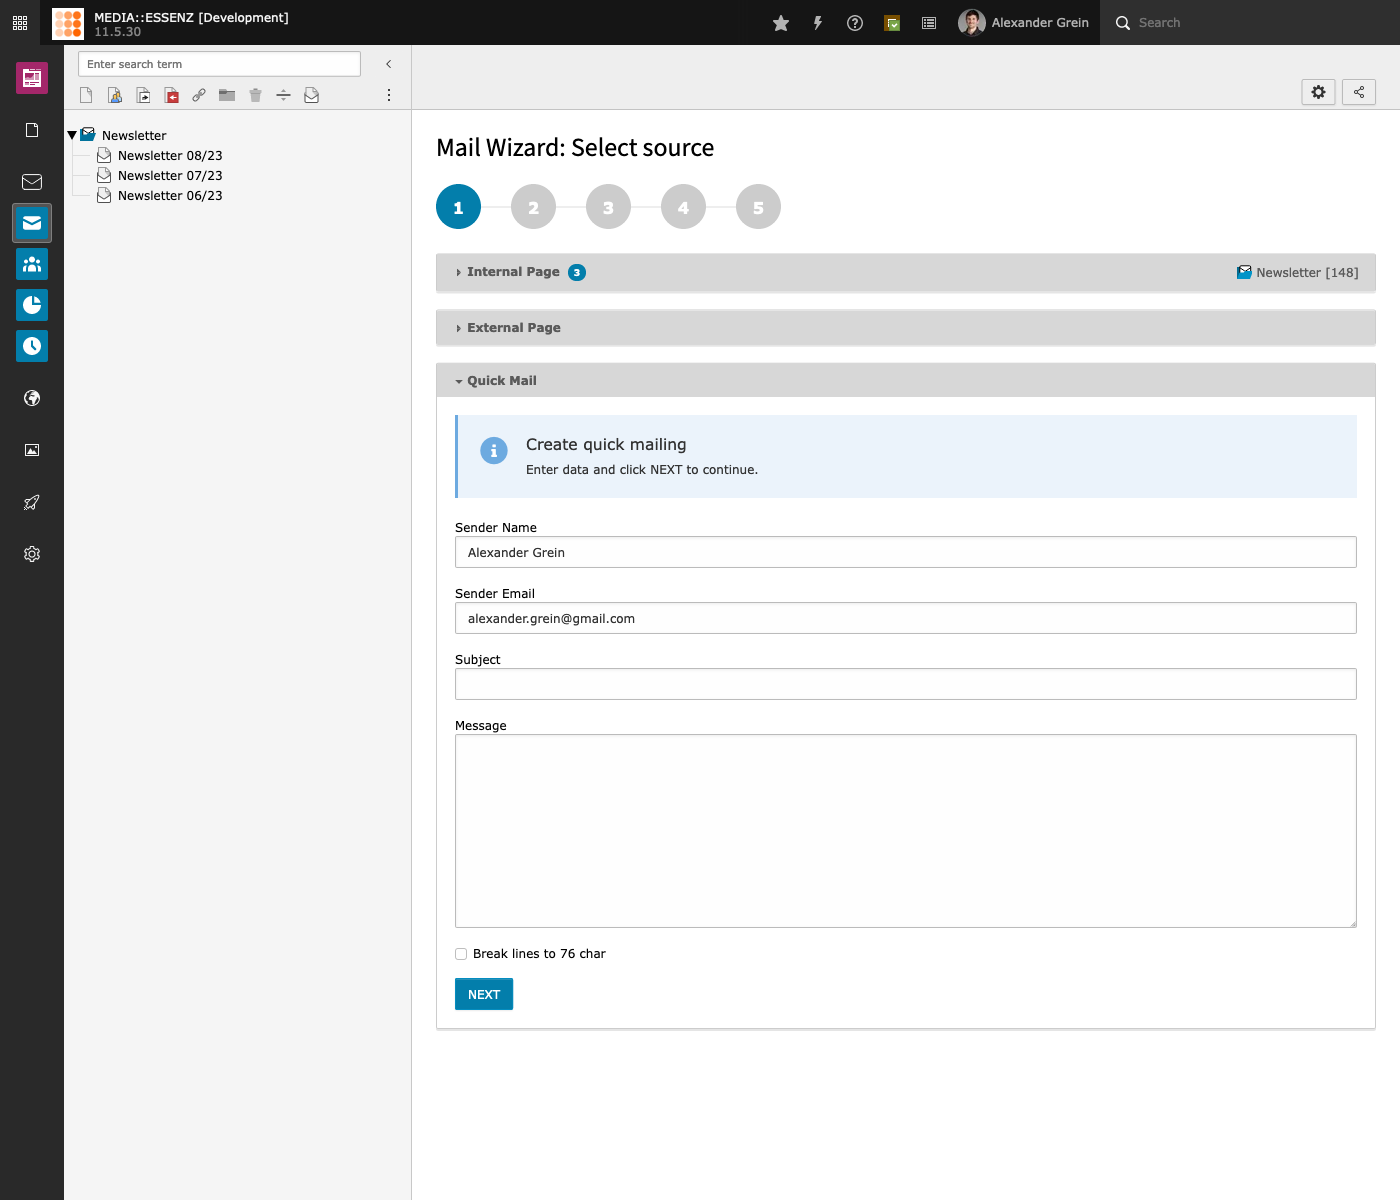 MEDIA::ESSENZ [Development]
11.5.30
Alexander Grein
Search
Enter search term
Newsletter
Newsletter 08/23
Newsletter 07/23
Newsletter 06/23
Mail Wizard: Select source
1 2 3 4 5
Internal Page 3 Newsletter [148]
External Page
Quick Mail
Create quick mailing
Enter data and click NEXT to continue.
Sender Name
Alexander Grein
Sender Email
alexander.grein@gmail.com
Subject
Message
Break lines to 76 char
NEXT